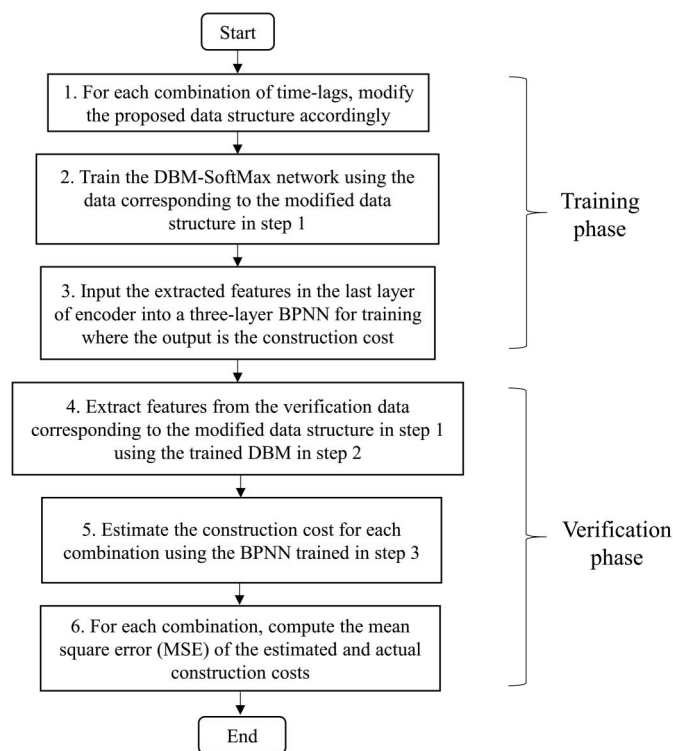 Start
1. For each combination of time-lags, modify
the proposed data structure accordingly
2. Train the DBM-SoftMax network using the
data corresponding to the modified data
structure in step 1
3. Input the extracted features in the last layer
of encoder into a three-layer BPNN for training
where the output is the construction cost
Training
phase
4. Extract features from the verification data
corresponding to the modified data structure in step 1
using the trained DBM in step 2
5. Estimate the construction cost for each
combination using the BPNN trained in step 3
6. For each combination, compute the mean
square error (MSE) of the estimated and actual
construction costs
Verification
phase
End